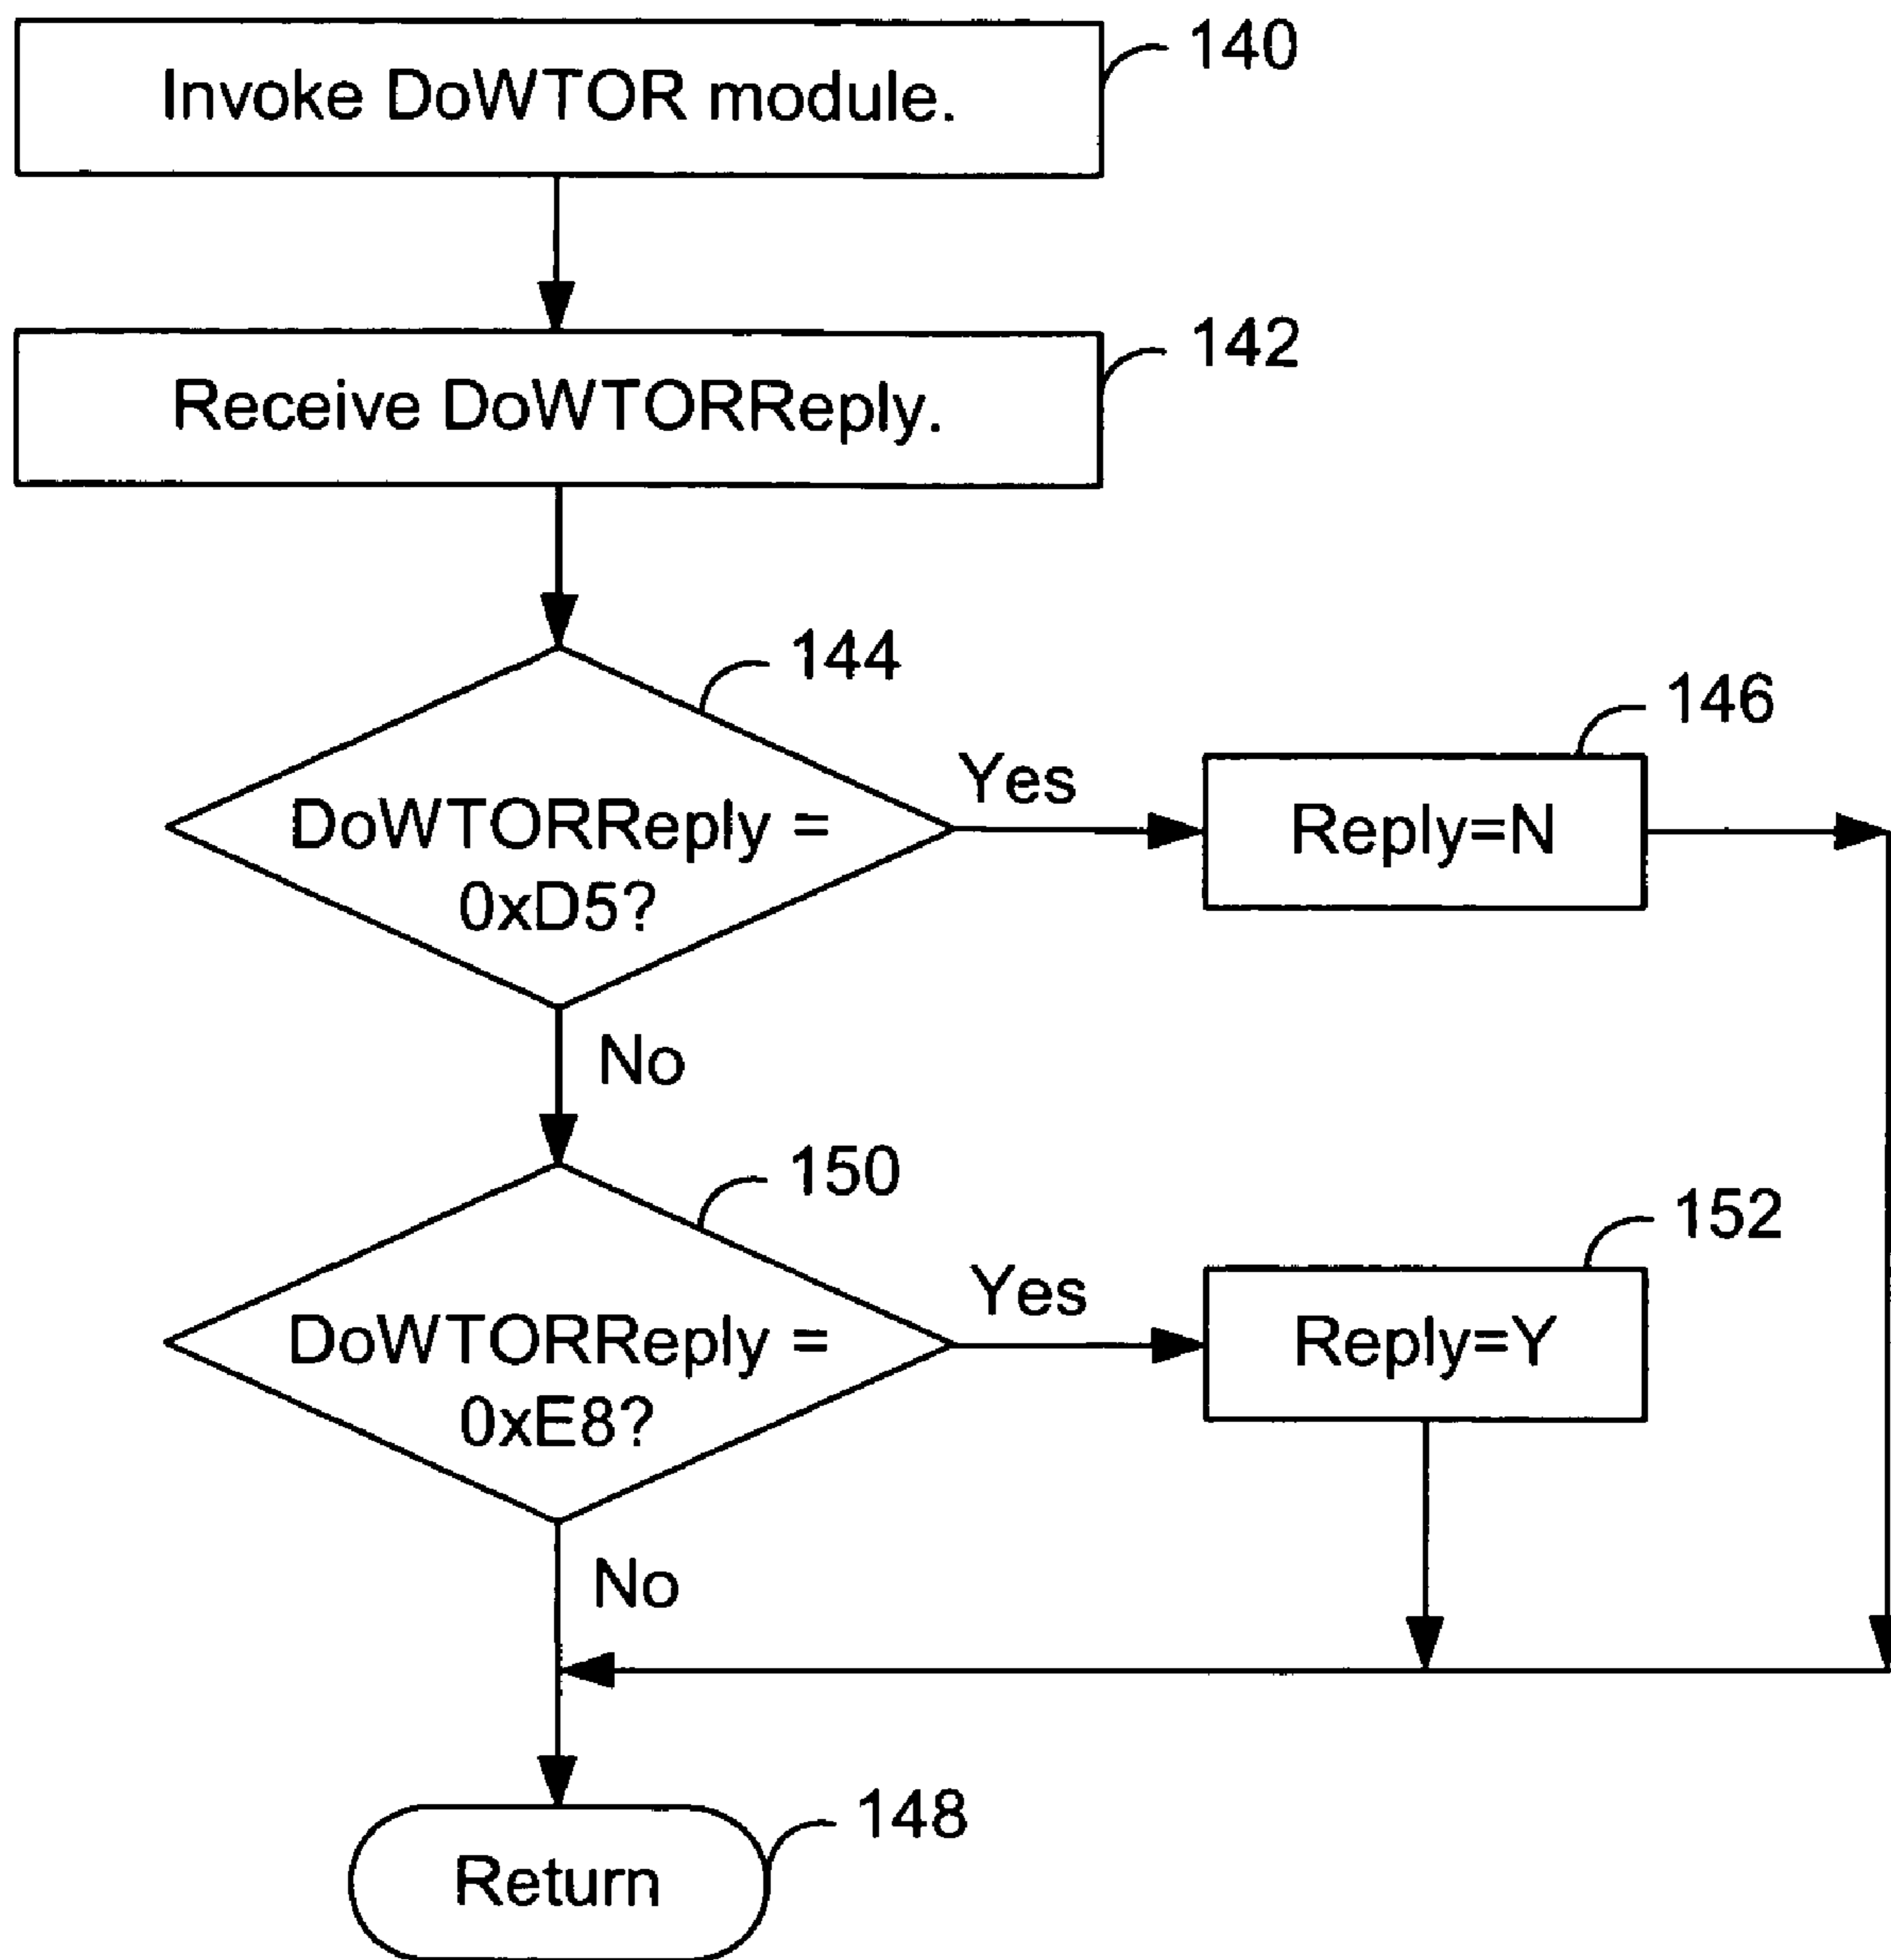 Invoke DoWTOR module.
140
Receive DoWTORReply.
142
144
DoWTORReply =
0xD5?
Yes
146
Reply=N
No
150
DoWTORReply =
0xE8?
Yes
152
Reply=Y
No
148
Return